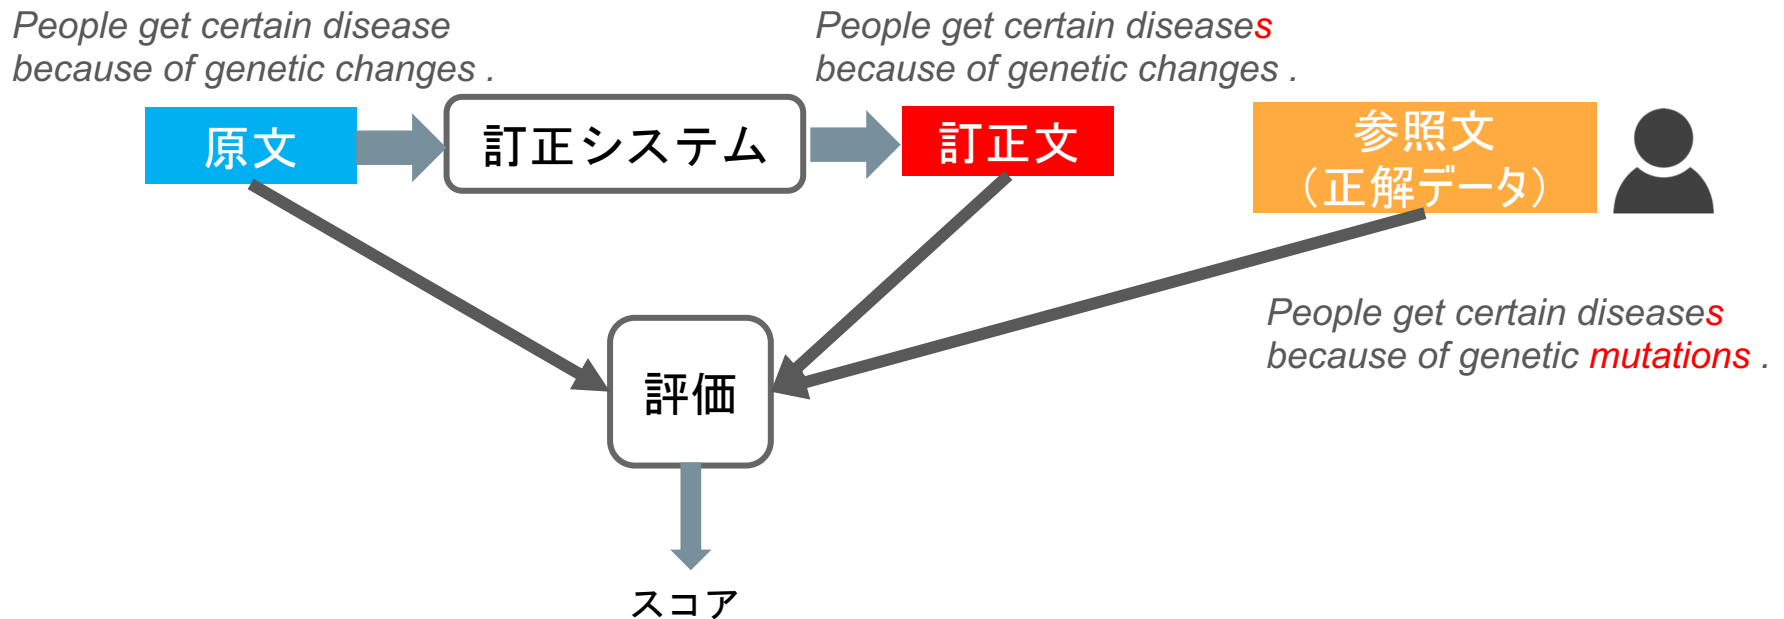 People get certain disease
because of genetic changes .
People get certain diseases
because of genetic changes .
原文
訂正システム
訂正文
参照文
（正解データ）
People get certain diseases
because of genetic mutations .
評価
スコア